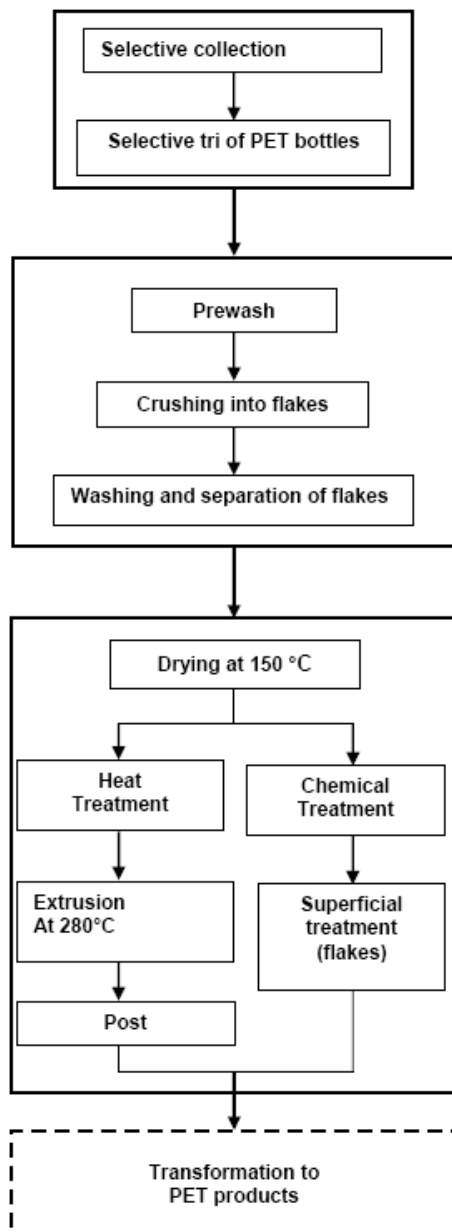 Selective collection
Selective tri of PET bottles
Prewash
Crushing into flakes
Washing and separation of flakes
Drying at 150 °C
Heat
Treatment
Chemical
Treatment
Extrusion
At 280°C
Superficial
treatment
(flakes)
Post
Transformation to
PET products